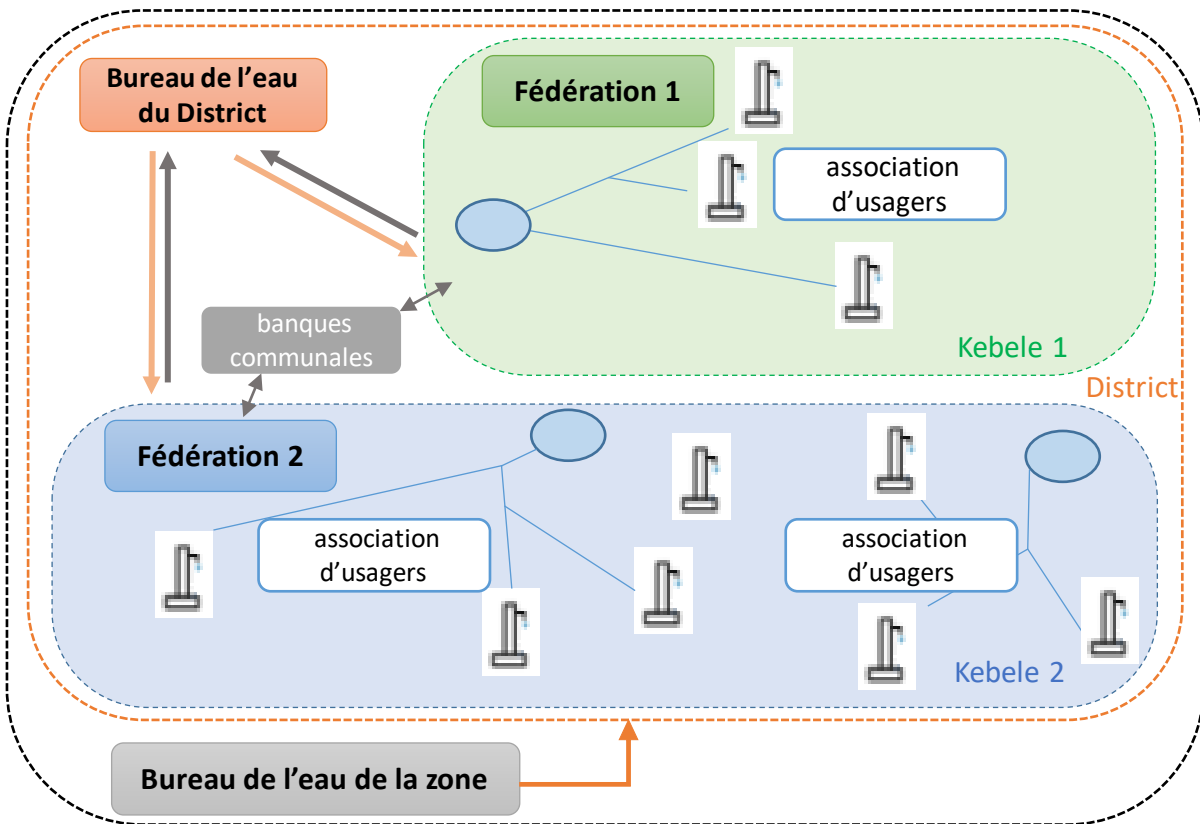 Bureau de l’eau
du District
Fédération 1
association
d’usagers
banques
communales
Kebele 1
District
Fédération 2
association
d’usagers
association
d’usagers
Kebele 2
Bureau de l’eau de la zone